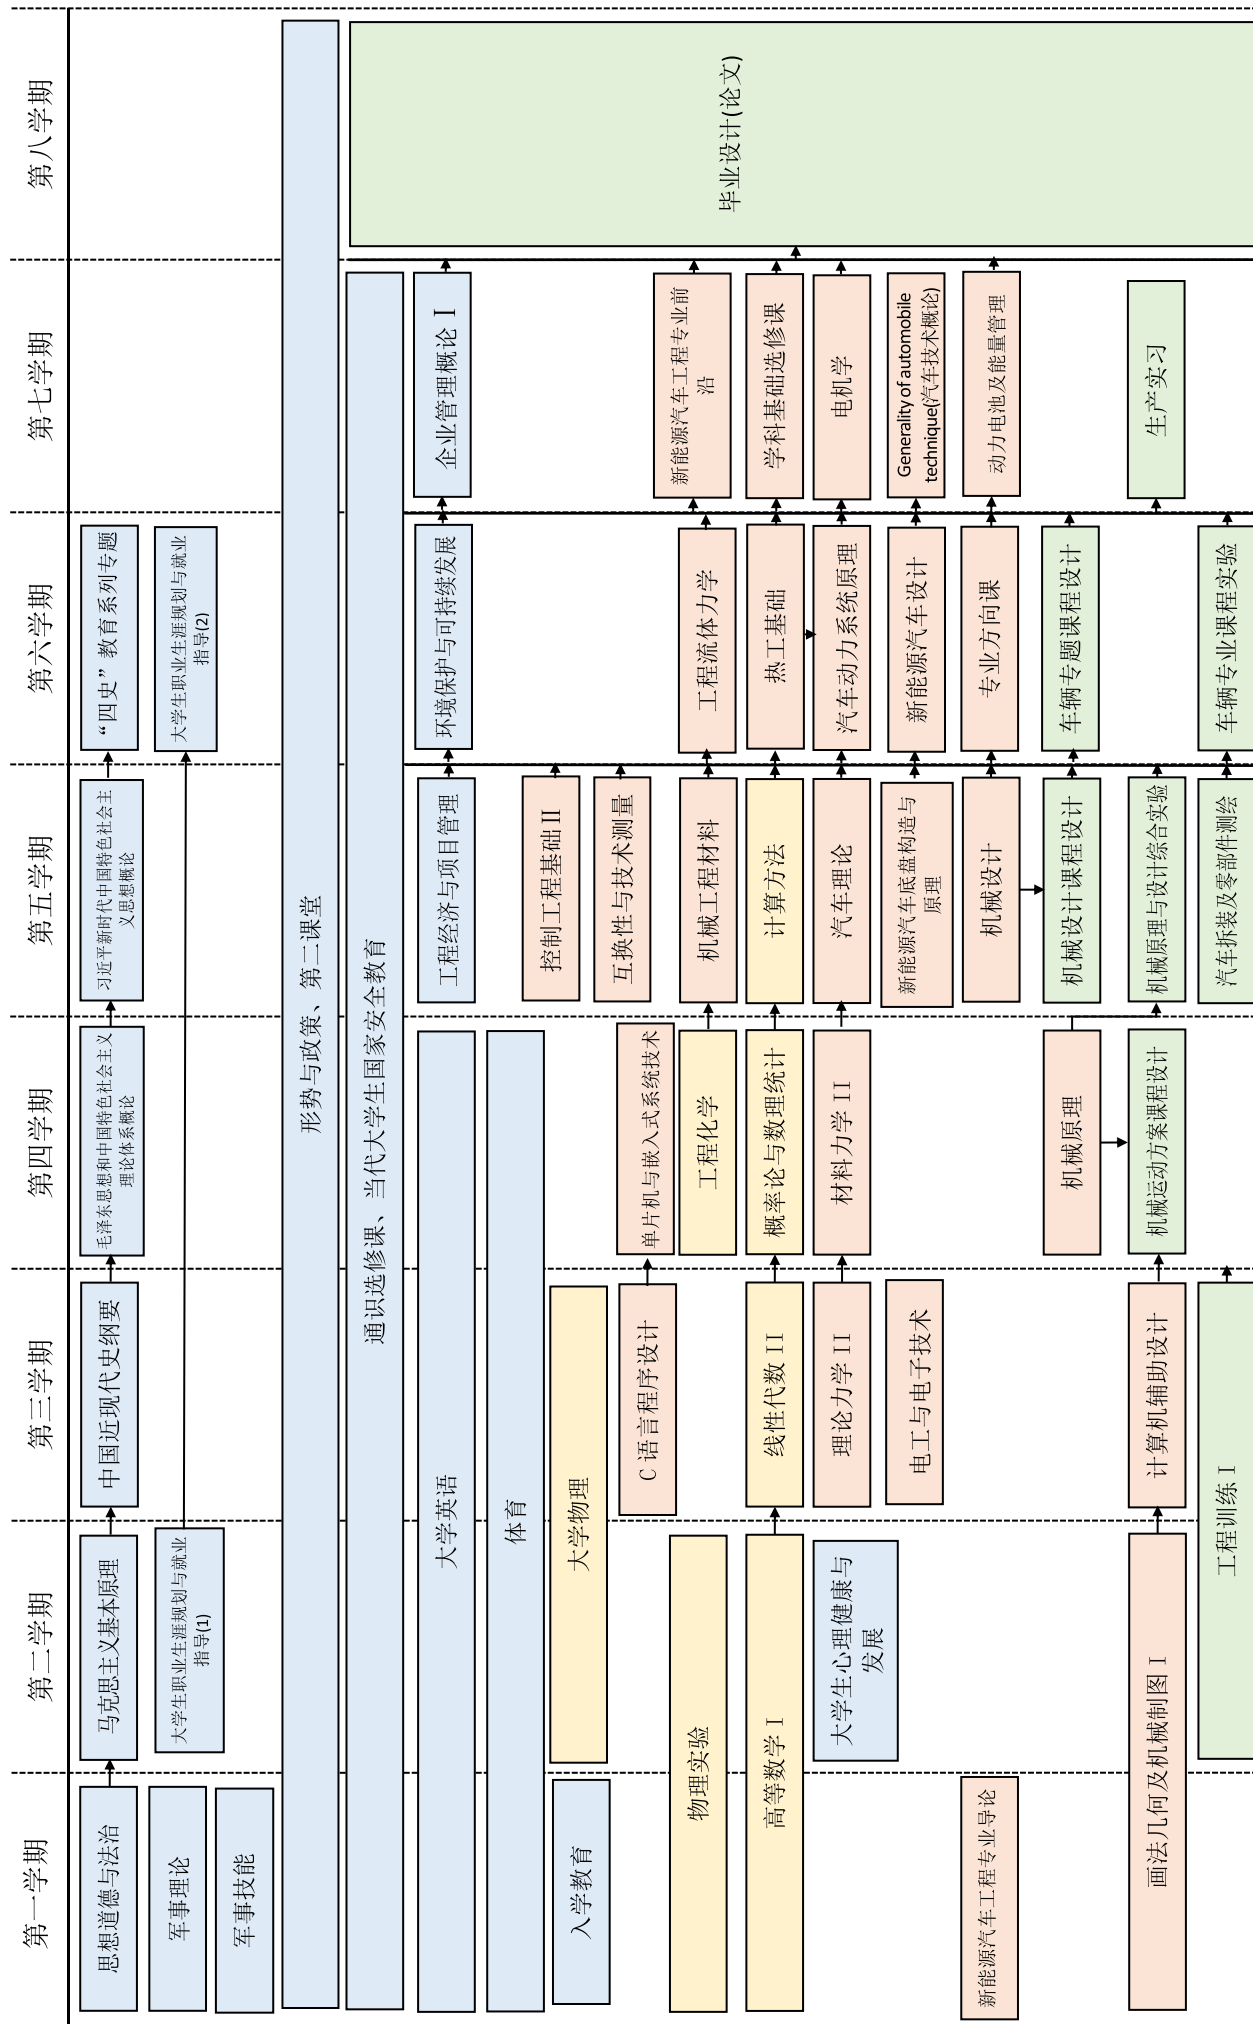 第一学期
第二学期
第三学期
第四学期
第五学期
第六学期
第七学期
第八学期
思想道德与法治
马克思主义基本原理
中国近现代史纲要
毛泽东思想和中国特色社会主义
理论体系概论
习近平新时代中国特色社会主
义思想概论
“四史”教育系列专题
军事理论
大学生职业生涯规划与就业
指导(1)
大学生职业生涯规划与就业
指导(2)
军事技能
形势与政策、第二课堂
通识选修课、当代大学生国家安全教育
毕业设计(论文)
大学英语
工程经济与项目管理
环境保护与可持续发展
企业管理概论 I
体育
入学教育
大学物理
控制工程基础II
互换性与技术测量
C 语言程序设计
单片机与嵌入式系统技术
物理实验
工程化学
机械工程材料
工程流体力学
新能源汽车工程专业前
沿
高等数学 I
线性代数 II
概率论与数理统计
计算方法
热工基础
学科基础选修课
大学生心理健康与
发展
理论力学 II
材料力学 II
汽车理论
汽车动力系统原理
电机学
电工与电子技术
新能源汽车底盘构造与
原理
新能源汽车设计
Generality of automobile
technique(汽车技术概论)
新能源汽车工程专业导论
机械设计
专业方向课
动力电池及能量管理
机械原理
机械设计课程设计
车辆专题课程设计
画法几何及机械制图 I
计算机辅助设计
机械运动方案课程设计
机械原理与设计综合实验
生产实习
工程训练 I
汽车拆装及零部件测绘
车辆专业课程实验